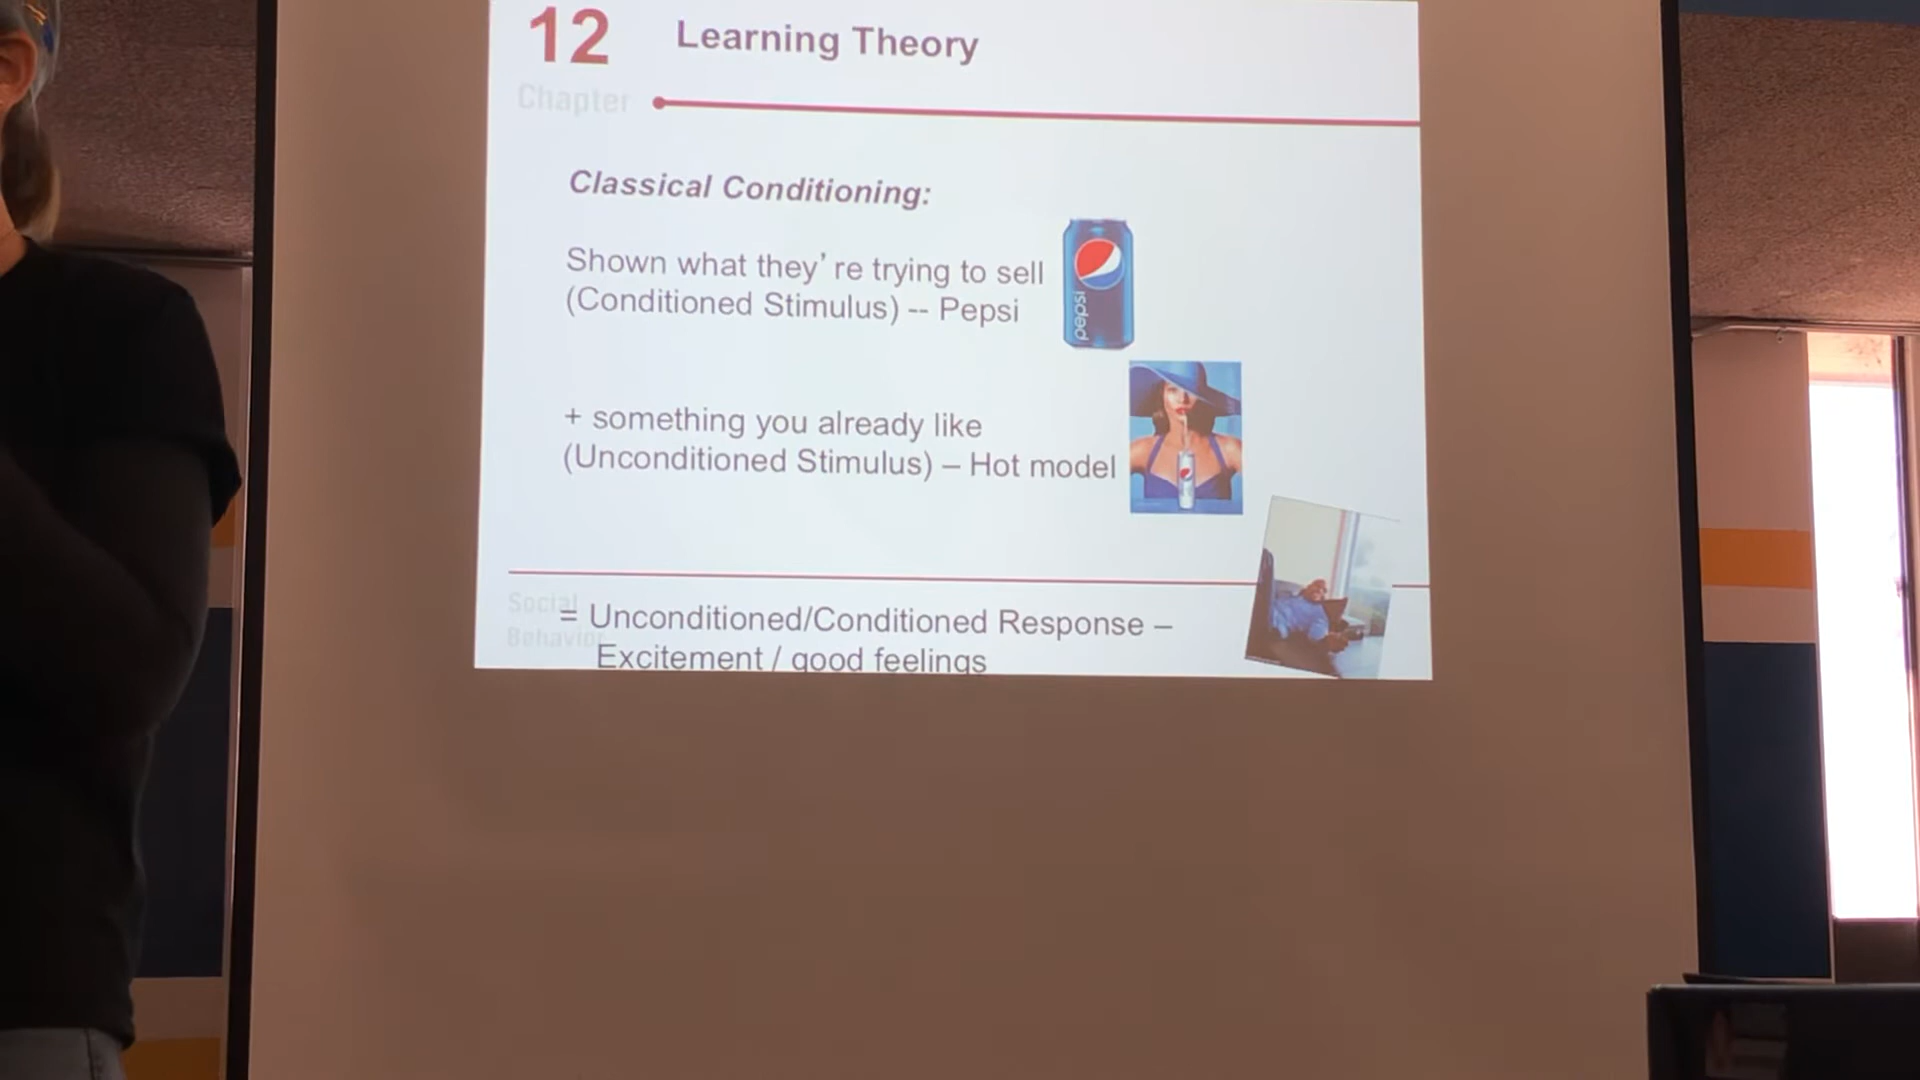 12 Learning Theory
Chapter
Classical Conditioning:
Shown what they're trying to sell
(Conditioned Stimulus) -- Pepsi
pepsi
+ something you already like
(Unconditioned Stimulus) – Hot model
Social
Behavior
= Unconditioned/Conditioned Response –
Excitement / good feelings